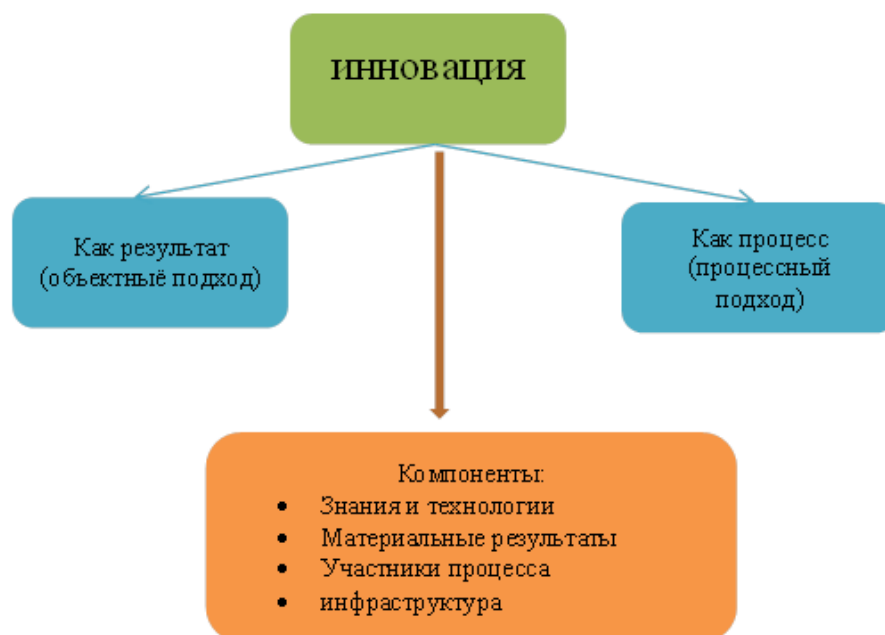 инновация
Как результат
(объектныё подход)
Как процесс
(процессный
подход)
Компоненты:
• Знания и технологии
• Материальные результаты
• Участники процесса
• инфраструктура